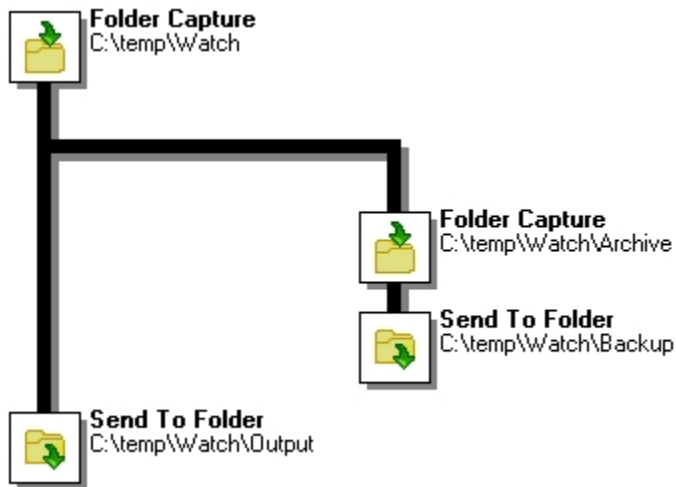 Folder Capture
C:\temp\Watch
Folder Capture
C:\temp\Watch\Archive
Send To Folder
C:\temp\Watch\Backup
Send To Folder
C:\temp\Watch\Output